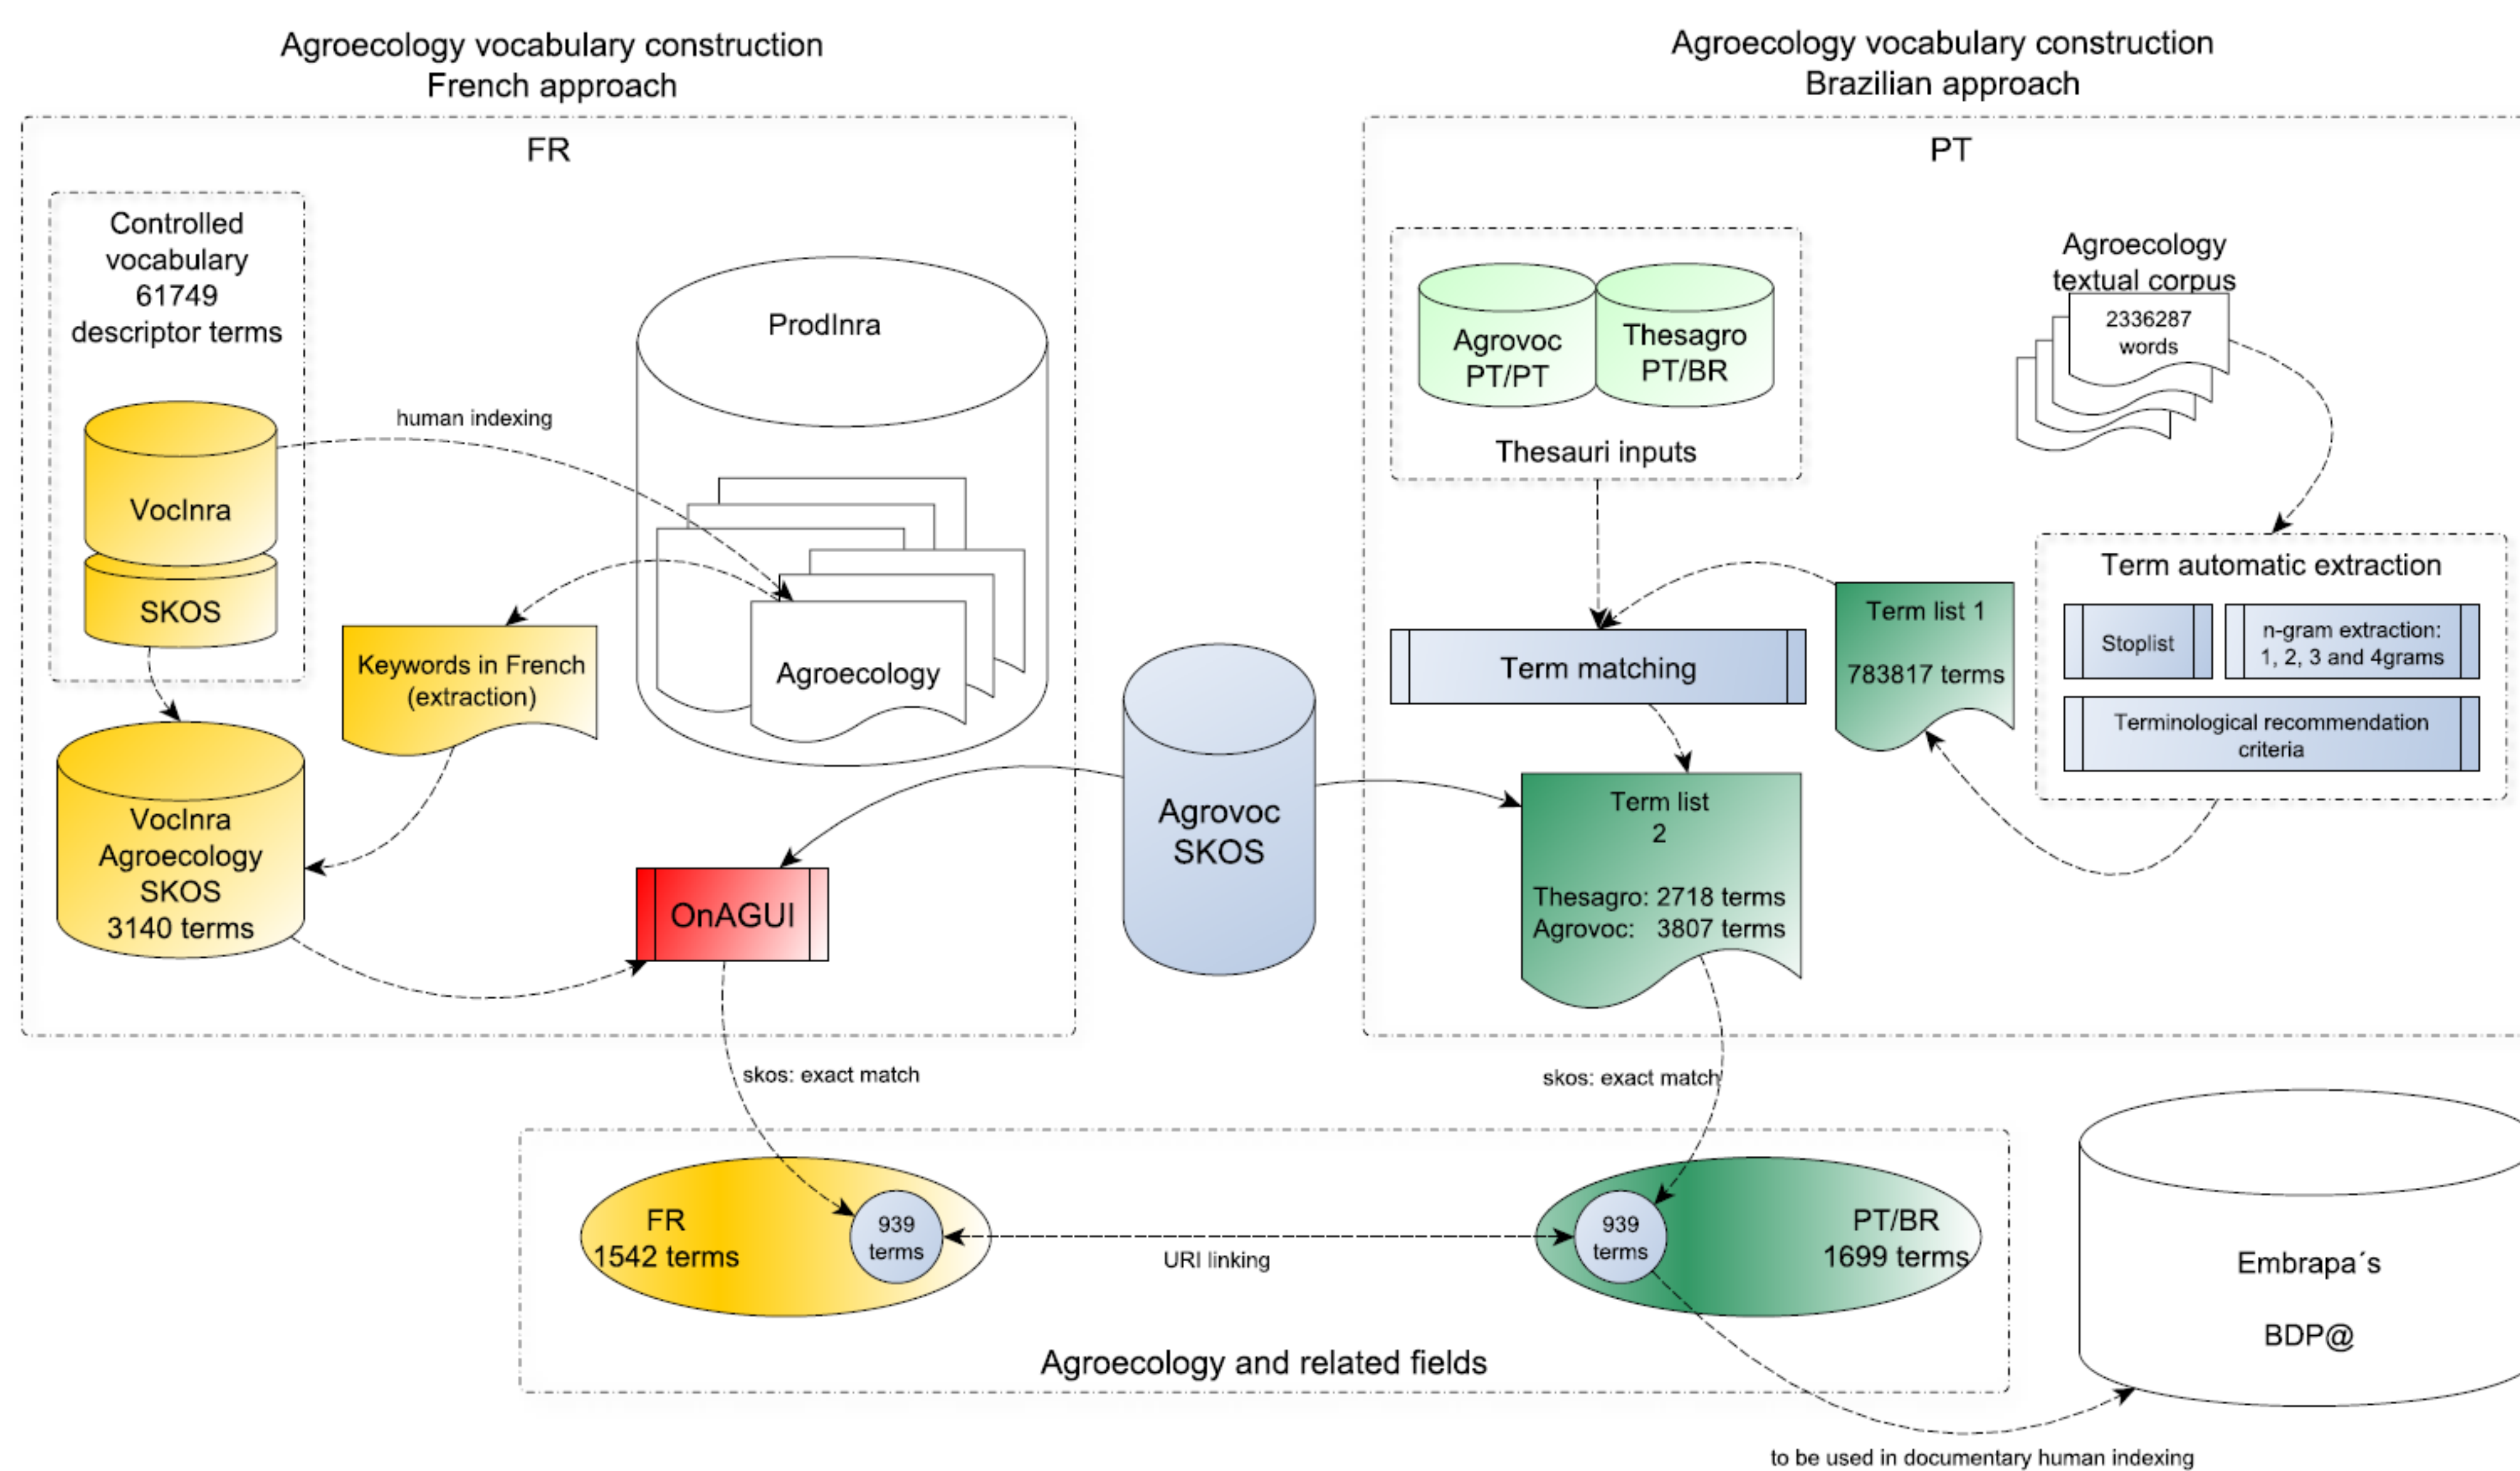 Agroecology vocabulary construction
French approach
FR
Controlled
vocabulary
61749
descriptor terms
VocInra
SKOS
human indexing
ProdInra
Agroecology
Keywords in French
(extraction)
VocInra
Agroecology
SKOS
3140 terms
OnAGUI
Agrovoc
SKOS
Agroecology vocabulary construction
Brazilian approach
PT
Agrovoc
PT/PT
Thesagro
PT/BR
Thesauri inputs
Agroecology
textual corpus
2336287
words
Term automatic extraction
Stoplist
n-gram extraction:
1, 2, 3 and 4grams
Terminological recommendation
criteria
Term list 1
783817 terms
Term matching
Term list
2
Thesagro: 2718 terms
Agrovoc: 3807 terms
skos: exact match
skos: exact match
FR
1542 terms
939
terms
URI linking
939
terms
PT/BR
1699 terms
Agroecology and related fields
Embrapa´s
BDP@
to be used in documentary human indexing